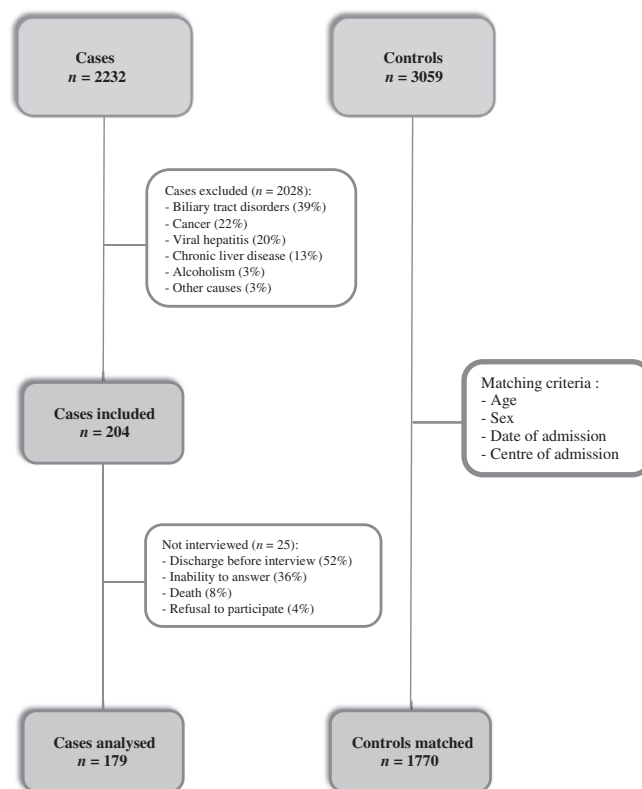 Cases
n = 2232
Controls
n = 3059
Cases excluded (n = 2028):
- Biliary tract disorders (39%)
- Cancer (22%)
- Viral hepatitis (20%)
- Chronic liver disease (13%)
- Alcoholism (3%)
- Other causes (3%)
Cases included
n = 204
Matching criteria :
- Age
- Sex
- Date of admission
- Centre of admission
Not interviewed (n = 25):
- Discharge before interview (52%)
- Inability to answer (36%)
- Death (8%)
- Refusal to participate (4%)
Cases analysed
n = 179
Controls matched
n = 1770